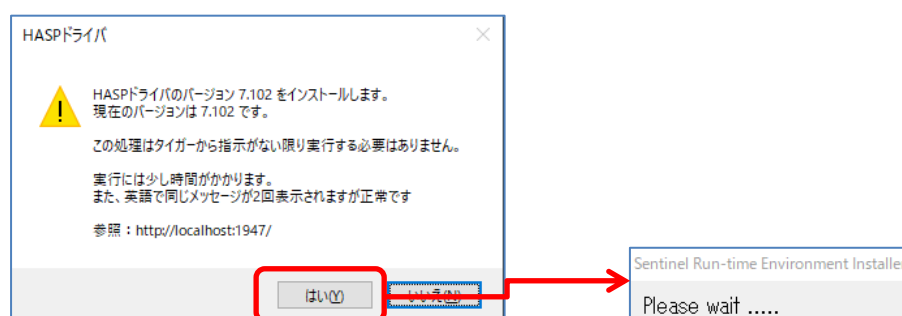 HASPドライバ
HASPドライバのバージョン 7.102 をインストールします。
現在のバージョンは 7.102 です。
この処理はタイガーから指示がない限り実行する必要はありません。
実行には少し時間がかかります。
また、英語で同じメッセージが2回表示されますが正常です
参照：http://localhost:1947/
はい(Y)
いいえ(N)
Sentinel Run-time Environment Installer
Please wait .....